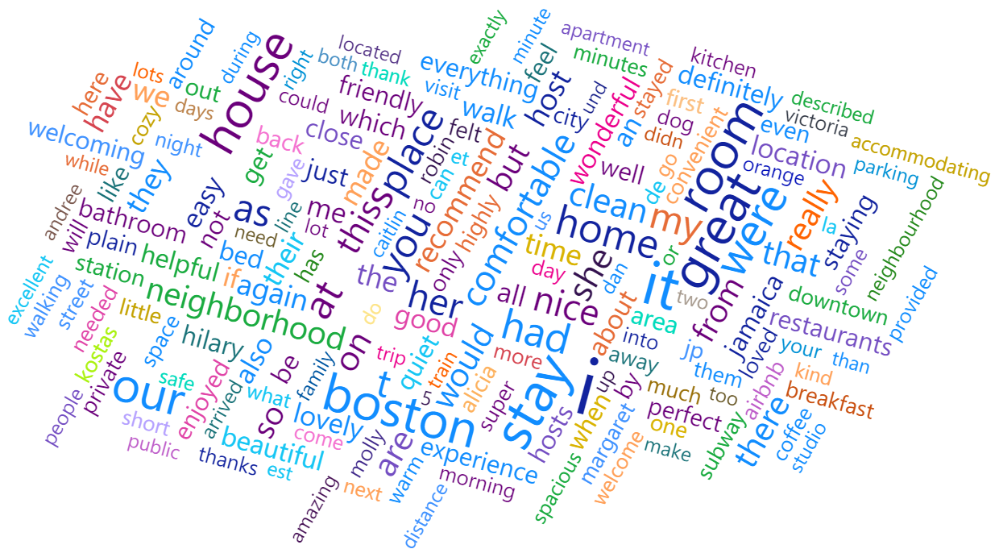 exactly
minute
apartment
kitchen
around
during
located
both
thank
right
everything
feel
minutes
visit
definitely
described
victoria
lots
out
days
here
have
we
house
cozy
could
friendly
which
walk
host
city
und
wonderful
stayed
first
an
dog
didn
convenient
even
accommodating
welcoming
night
back
close
felt
place
room
location
orange
parking
while
like
they
get
gave
just
made
robin
et
can
recommend
but
comfortable
well
de
go
neighbourhood
andree
will
bathroom
easy
not
as
line
me
lot
this
s
you
no
highly
us
clean
home
my
great
were
really
la
staying
some
plain
need
bed
their
has
caitlin
the
only
time
she
day
dan
it
or
that
excellent
walking
street
station
helpful
if
again
at
her
all
nice
two
from
jamaica
downtown
provided
needed
little
neighborhood
do
good
about
area
restaurants
kostas
space
hilary
also
on
quiet
would
had
into
jp
loved
your
than
private
safe
enjoyed
be
family
t
trip
train
more
i
away
them
kind
people
our
arrived
what
so
boston
5
alicia
super
stay
up
by
much
too
airbnb
breakfast
short
public
lovely
come
hosts
when
perfect
one
there
coffee
studio
thanks
beautiful
est
molly
are
experience
margaret
make
subway
amazing
next
warm
morning
distance
spacious
welcome